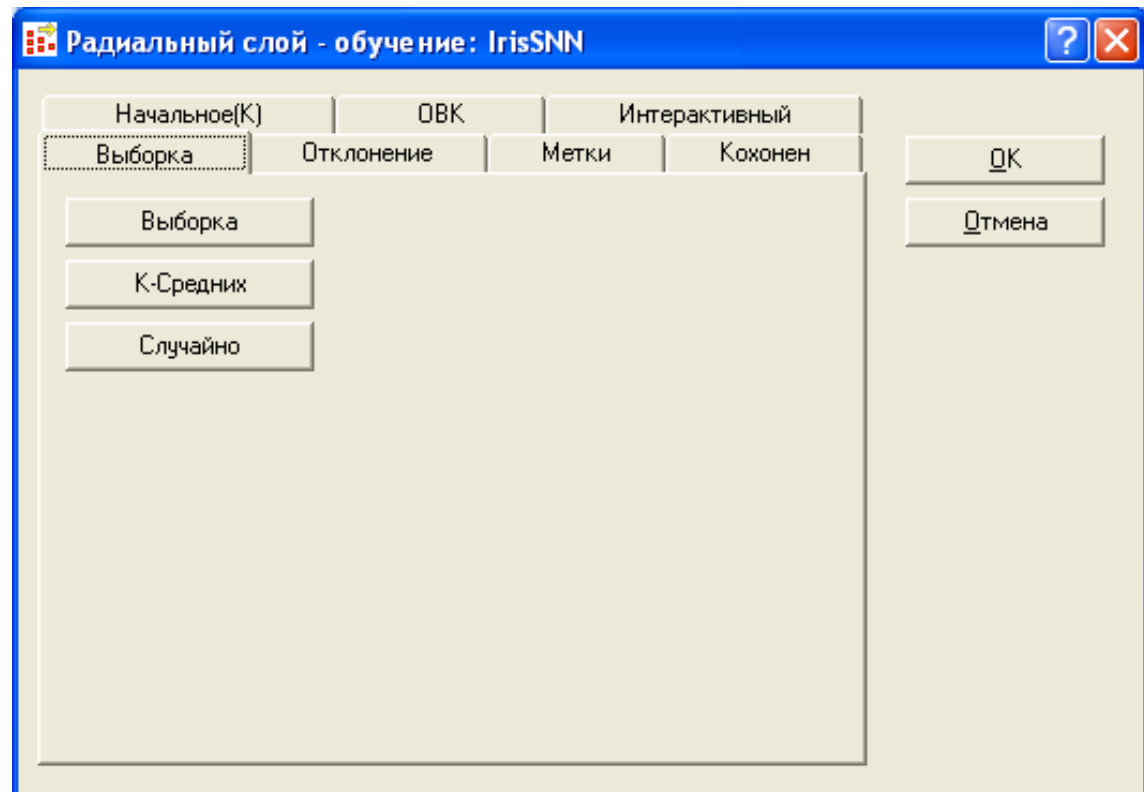 Радиальный слой - обучение: IrisSNN
Начальное(K) ОВК Интерактивный
Выборка Отклонение Метки Кохонен
Выборка
К-Средних
Случайно
OK
Отмена